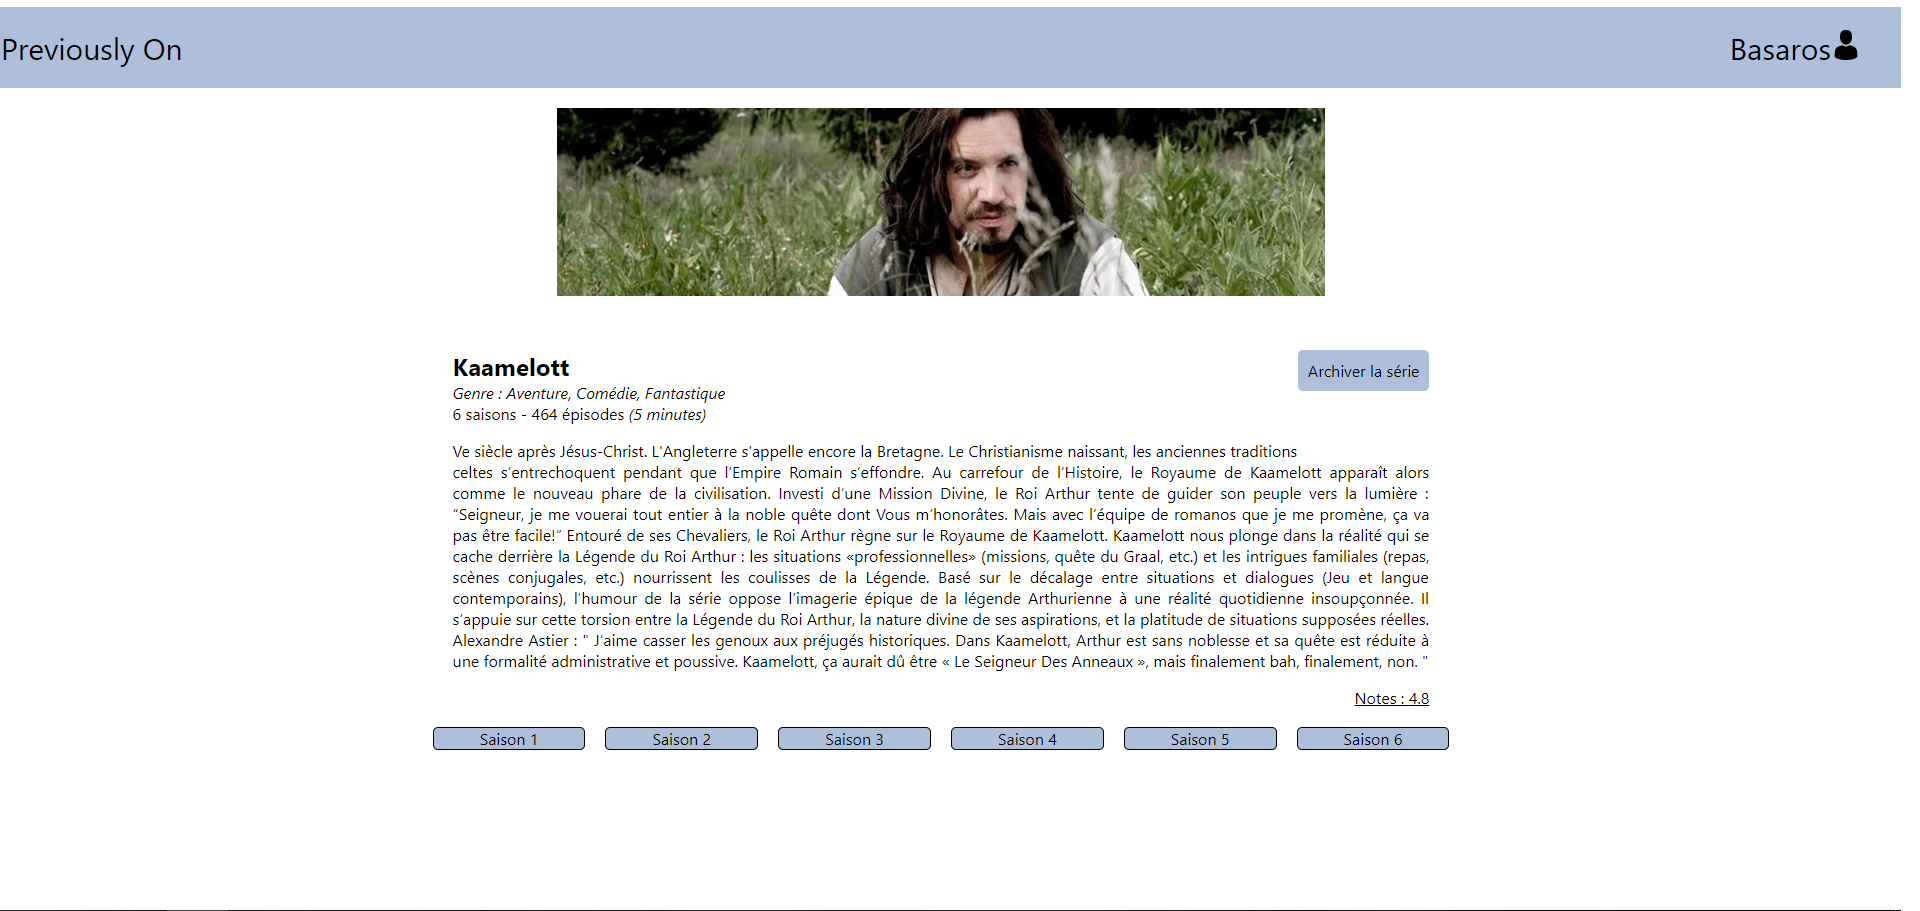 Previously On
Basaros
Kaamelott
Archiver la série
Genre : Aventure, Comédie, Fantastique
6 saisons - 464 épisodes (5 minutes)
Ve siècle après Jésus-Christ. L'Angleterre s'appelle encore la Bretagne. Le Christianisme naissant, les anciennes traditions
celtes s’entrechoquent pendant que l’Empire Romain s’effondre. Au carrefour de l’Histoire, le Royaume de Kaamelott apparaît alors
comme le nouveau phare de la civilisation. Investi d’une Mission Divine, le Roi Arthur tente de guider son peuple vers la lumière :
“Seigneur, je me vouerai tout entier à la noble quête dont Vous m’honorâtes. Mais avec l’équipe de romanos que je me promène, ça va
pas être facile!” Entouré de ses Chevaliers, le Roi Arthur règne sur le Royaume de Kaamelott. Kaamelott nous plonge dans la réalité qui se
cache derrière la Légende du Roi Arthur : les situations «professionnelles» (missions, quête du Graal, etc.) et les intrigues familiales (repas,
scènes conjugales, etc.) nourrissent les coulisses de la Légende. Basé sur le décalage entre situations et dialogues (Jeu et langue
contemporains), l’humour de la série oppose l’imagerie épique de la légende Arthurienne à une réalité quotidienne insoupçonnée. Il
s’appuie sur cette torsion entre la Légende du Roi Arthur, la nature divine de ses aspirations, et la platitude de situations supposées réelles.
Alexandre Astier : " J’aime casser les genoux aux préjugés historiques. Dans Kaamelott, Arthur est sans noblesse et sa quête est réduite à
une formalité administrative et poussive. Kaamelott, ça aurait dû être « Le Seigneur Des Anneaux », mais finalement bah, finalement, non. "
Notes : 4.8
Saison 1
Saison 2
Saison 3
Saison 4
Saison 5
Saison 6